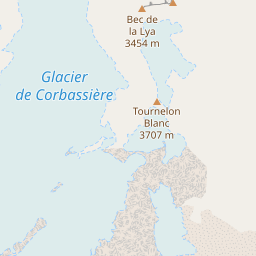 Bec de
la Lya
3454 m
Glacier
de Corbassière
Tournelon
Blanc
3707 m